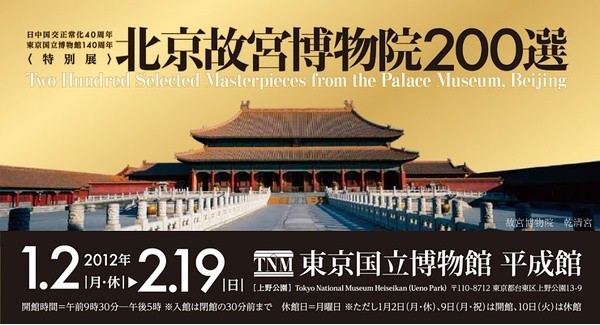 日中国交正常化40周年
東京国立博物館140周年
〈特別展〉
北京故宮博物院200選
Two Hundred Selected Masterpieces from the Palace Museum, Beijing
故宮博物院 乾清宮
1.2 2012年 |月・休| ▶ 2.19 |日|
TNM 東京国立博物館 平成館
[上野公園] Tokyo National Museum Heiseikan (Ueno Park) 〒110-8712 東京都台東区上野公園13-9
開館時間=午前9時30分―午後5時 ※入館は閉館の30分前まで 休館日=月曜日 ※ただし1月2日(月・休)、9日(月・祝)は開館、10日(火)は休館